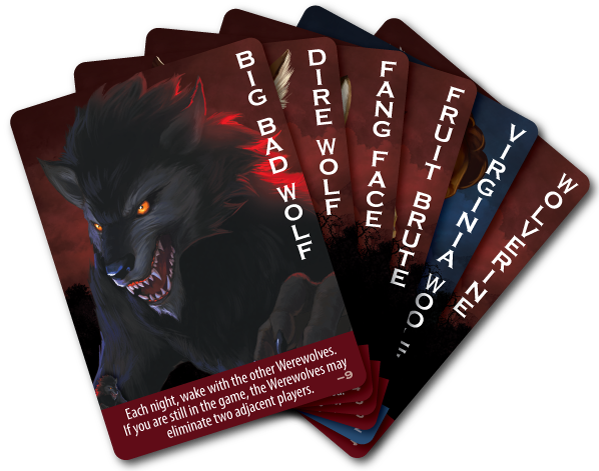 BIG BAD WOLF
DIRE WOLF
FANG FACE
FRUIT BRUTE
VIRGINIA WOO
WOLVERINE
Each night, wake with the other Werewolves.
If you are still in the game, the Werewolves may
eliminate two adjacent players.
-9